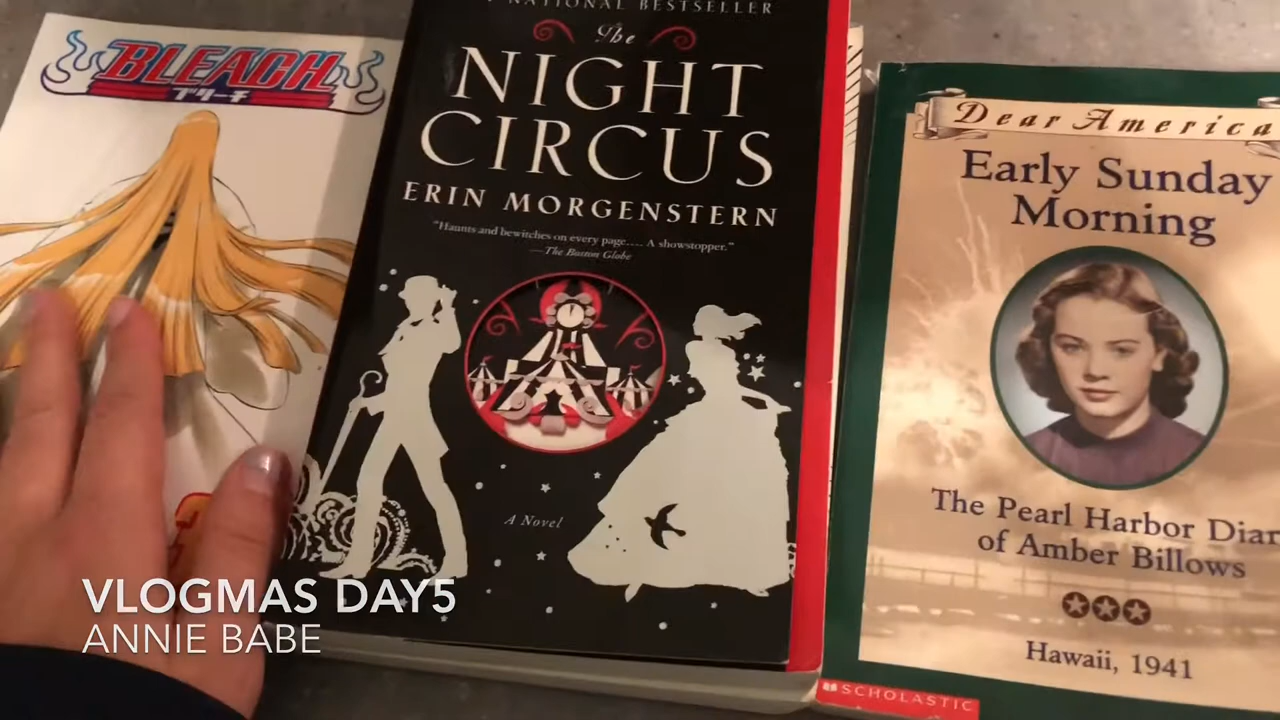 BLEACH
ブリーチ
NATIONAL BESTSELLER
The
NIGHT
CIRCUS
ERIN MORGENSTERN
"Haunts and bewitches on every page.... A showstopper."
—The Boston Globe
A Novel
Dear America
Early Sunday
Morning
The Pearl Harbor Diar
of Amber Billows
Hawaii, 1941
SCHOLASTIC
VLOGMAS DAY5
ANNIE BABE